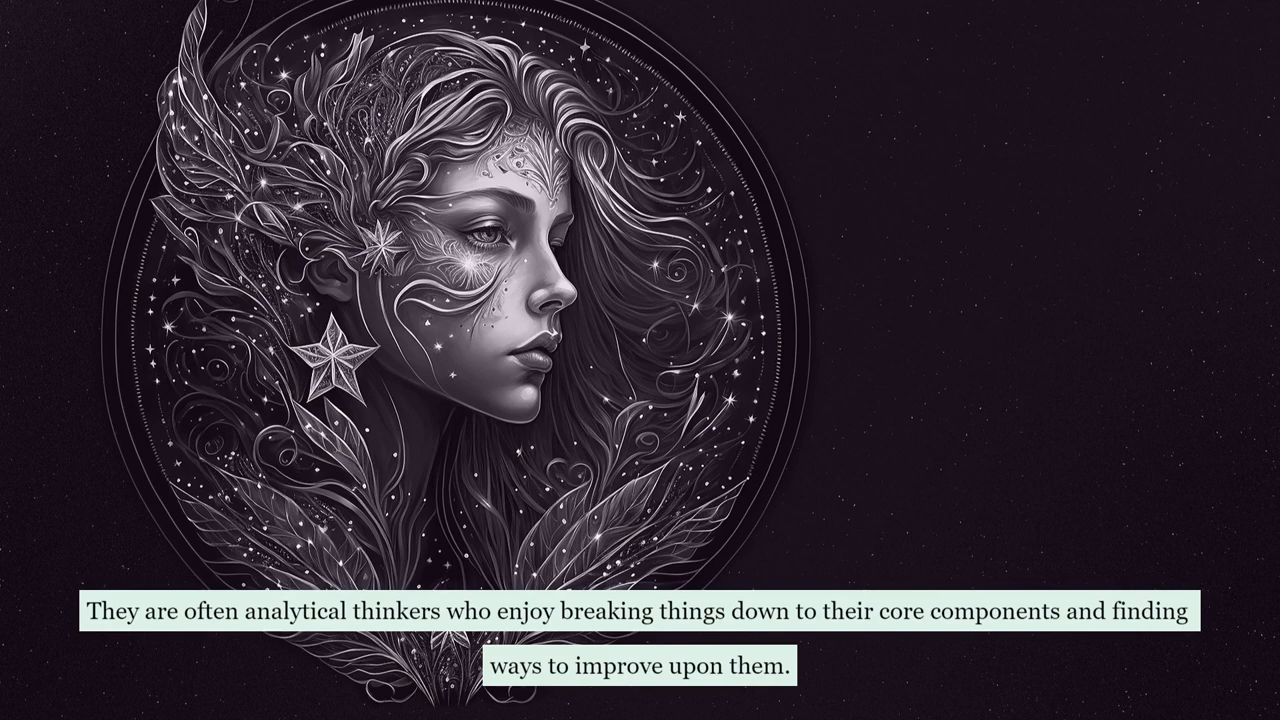 They are often analytical thinkers who enjoy breaking things down to their core components and finding
ways to improve upon them.